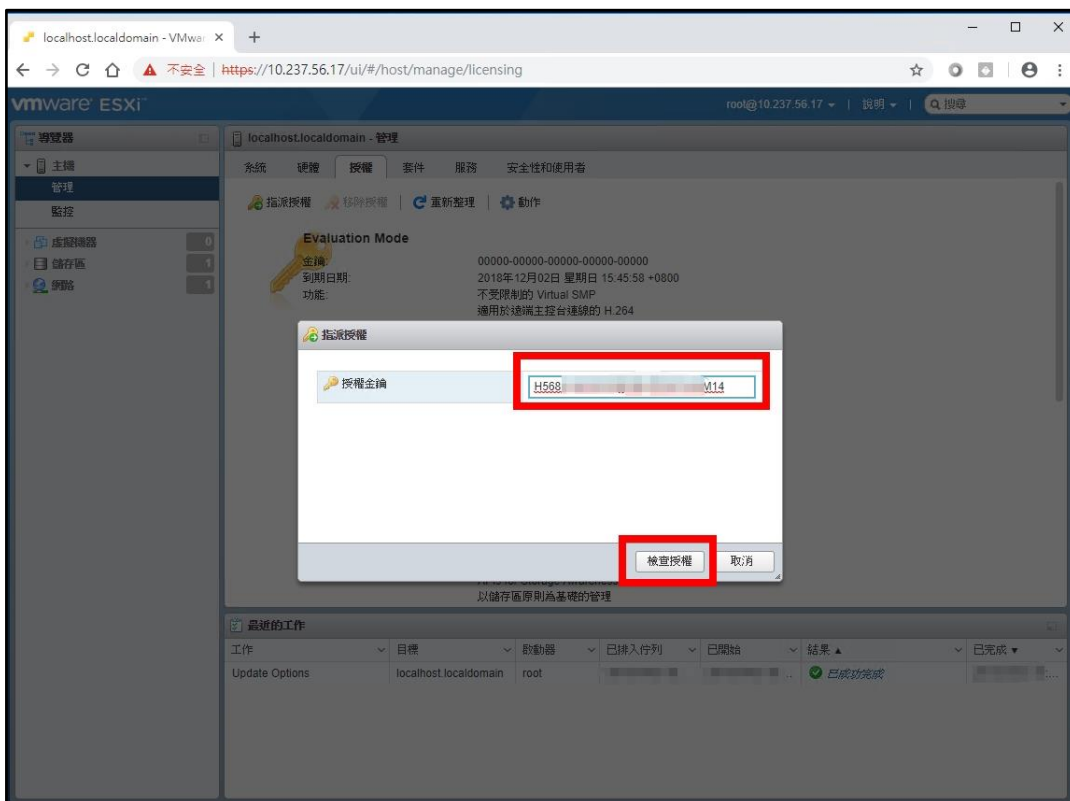 localhost.localdomain - VMwa
不安全 | https://10.237.56.17/ui/#/host/manage/licensing
vmware ESXi™
root@10.237.56.17 | 說明 | 搜尋
導覽器
localhost.localdomain - 管理
主機
系統 硬體 授權 套件 服務 安全性和使用者
管理
指派授權 移除授權 | 重新整理 | 動作
監控
Evaluation Mode
虛擬機器 0
金鑰: 00000-00000-00000-00000-00000
儲存區 1
到期日期: 2018年12月02日 星期日 15:45:58 +0800
網路 1
功能: 不受限制的 Virtual SMP
適用於遠端主控台連線的 H.264
指派授權
授權金鑰
H568 M14
檢查授權 取消
以儲存區原則為基礎的管理
最近的工作
工作 目標 啟動器 已排入佇列 已開始 結果▲ 已完成▼
Update Options localhost.localdomain root 已成功完成